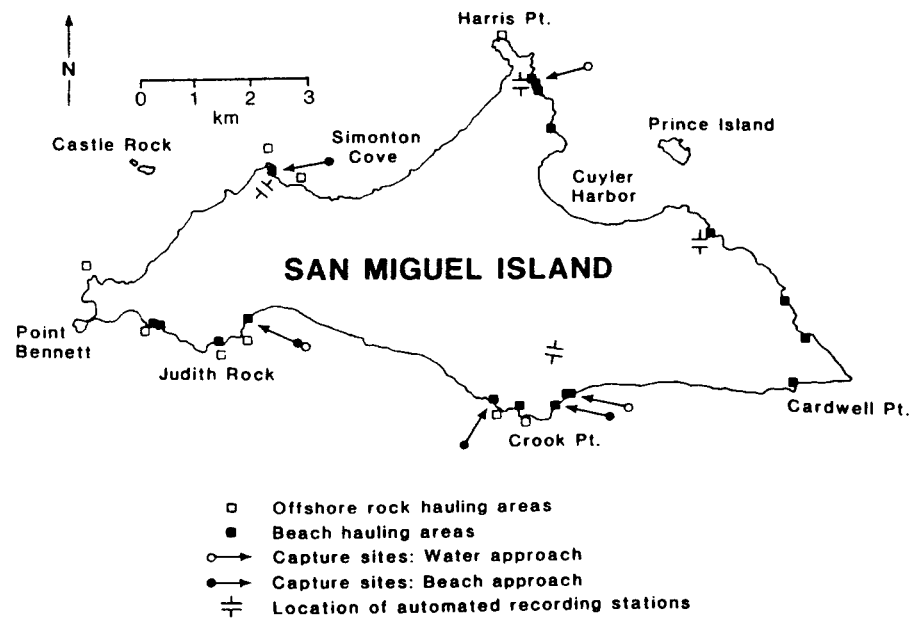 Harris Pt.
N
0 1 2 3
km
Castle Rock
Simonton
Cove
Prince Island
Cuyler
Harbor
SAN MIGUEL ISLAND
Point
Bennett
Judith Rock
Crook Pt.
Cardwell Pt.
Offshore rock hauling areas
Beach hauling areas
Capture sites: Water approach
Capture sites: Beach approach
Location of automated recording stations